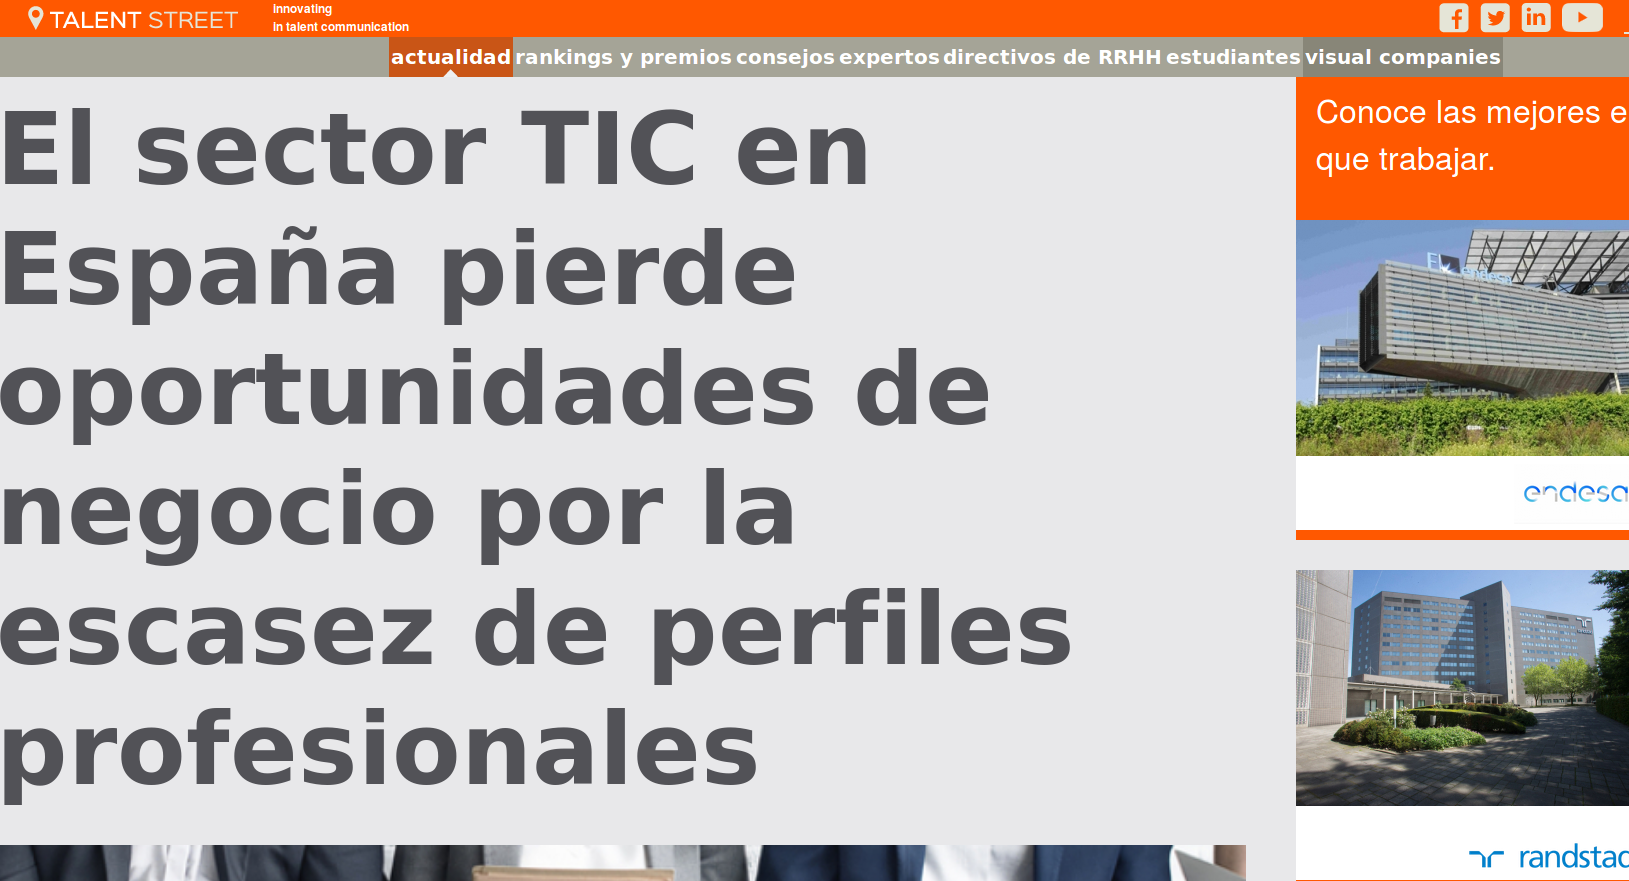 TALENT STREET
Innovating
in talent communication
actualidad rankings y premios consejos expertos directivos de RRHH estudiantes visual companies
El sector TIC en
España pierde
oportunidades de
negocio por la
escasez de perfiles
profesionales
Conoce las mejores e
que trabajar.
endesa
endesa
randstad